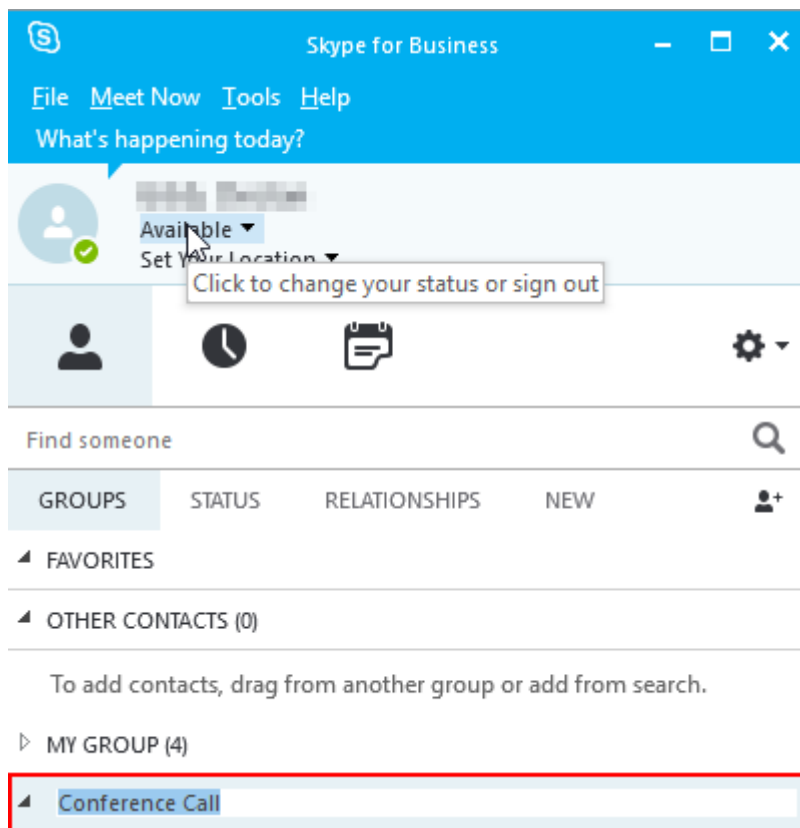 Skype for Business
File Meet Now Tools Help
What's happening today?
Available
Set Your Location
Click to change your status or sign out
Find someone
GROUPS STATUS RELATIONSHIPS NEW
FAVORITES
OTHER CONTACTS (0)
To add contacts, drag from another group or add from search.
MY GROUP (4)
Conference Call